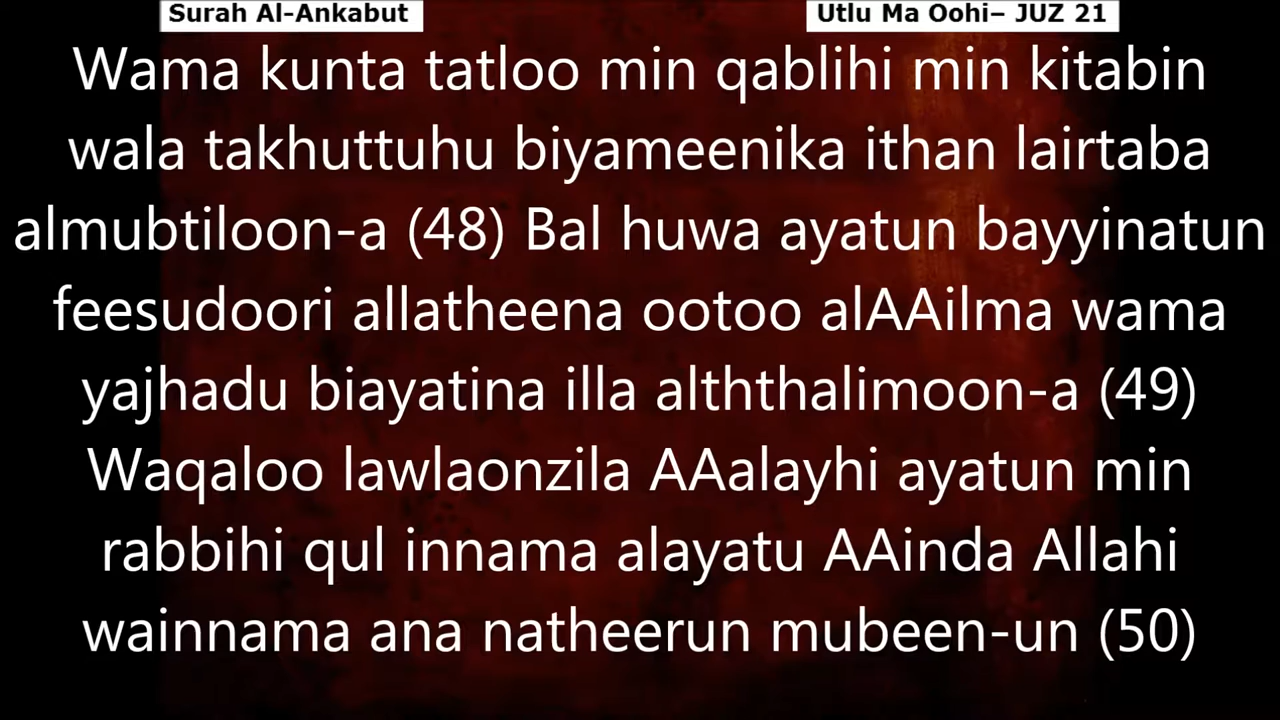 Surah Al-Ankabut
Utlu Ma Oohi– JUZ 21
Wama kunta tatloo min qablihi min kitabin
wala takhuttuhu biyameenika ithan lairtaba
almubtiloon-a (48) Bal huwa ayatun bayyinatun
feesudoori allatheena ootoo alAAilma wama
yajhadu biayatina illa alththalimoon-a (49)
Waqaloo lawlaonzila AAalayhi ayatun min
rabbihi qul innama alayatu AAinda Allahi
wainnama ana natheerun mubeen-un (50)